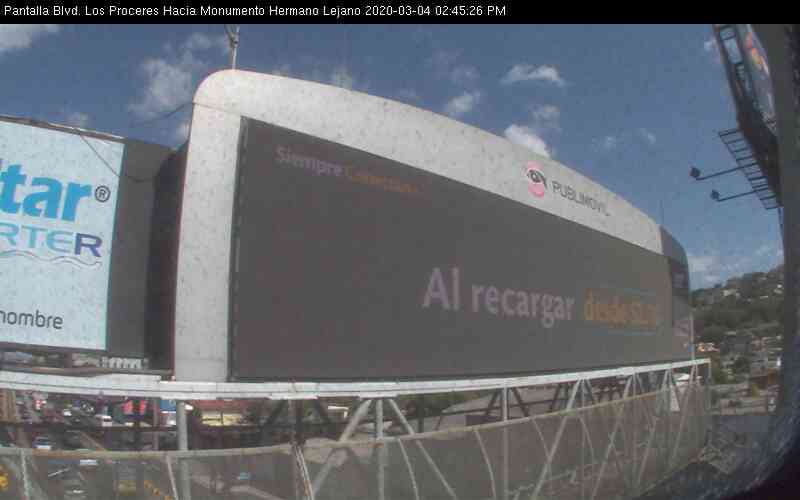 Pantalla Blvd. Los Proceres Hacia Monumento Hermano Lejano 2020-03-04 02:45:26 PM
Siempre
PUBLIMOVIL
Al recargar desde
tar®
RTER
nombre